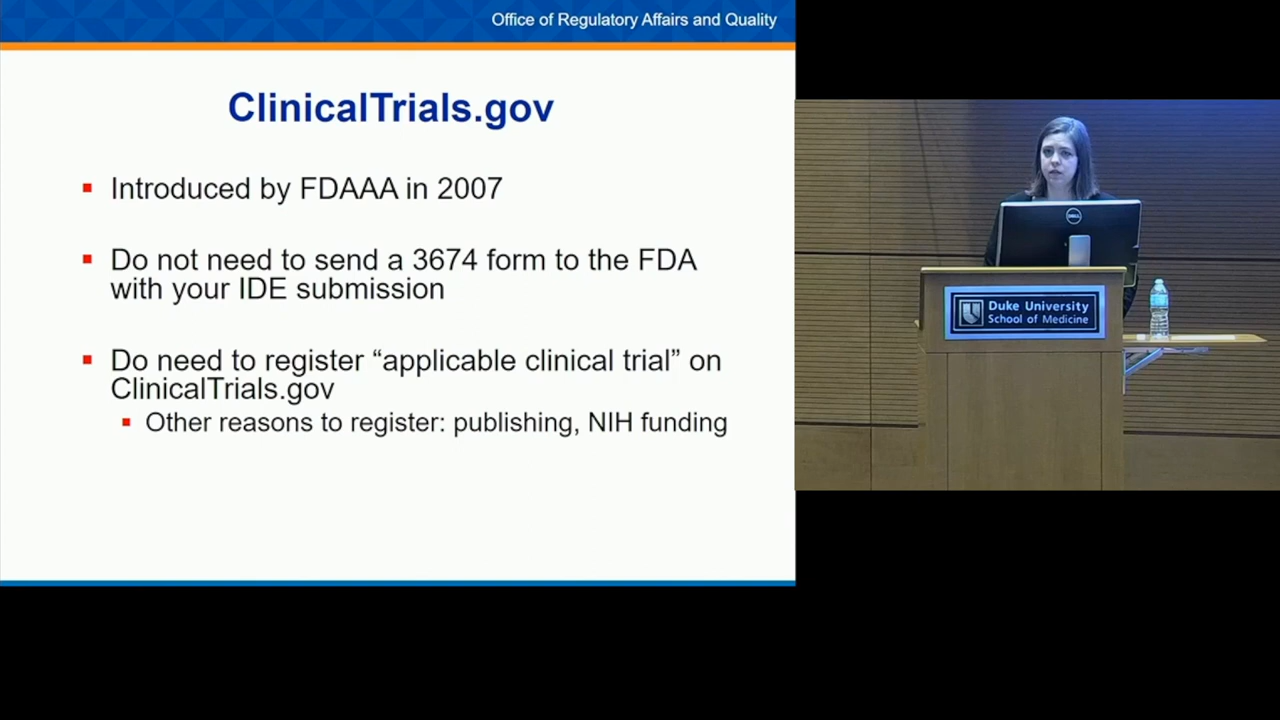 Office of Regulatory Affairs and Quality
ClinicalTrials.gov
Introduced by FDAAA in 2007
Do not need to send a 3674 form to the FDA
with your IDE submission
Do need to register “applicable clinical trial” on
ClinicalTrials.gov
Other reasons to register: publishing, NIH funding
DELL
Duke University
School of Medicine